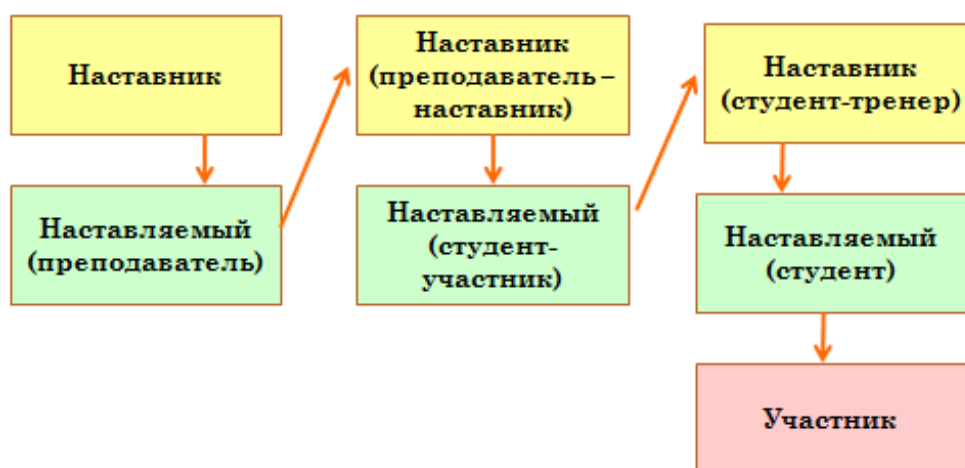 Наставник
Наставляемый
(преподаватель)
Наставник
(преподаватель –
наставник)
Наставляемый
(студент-
участник)
Наставник
(студент-тренер)
Наставляемый
(студент)
Участник